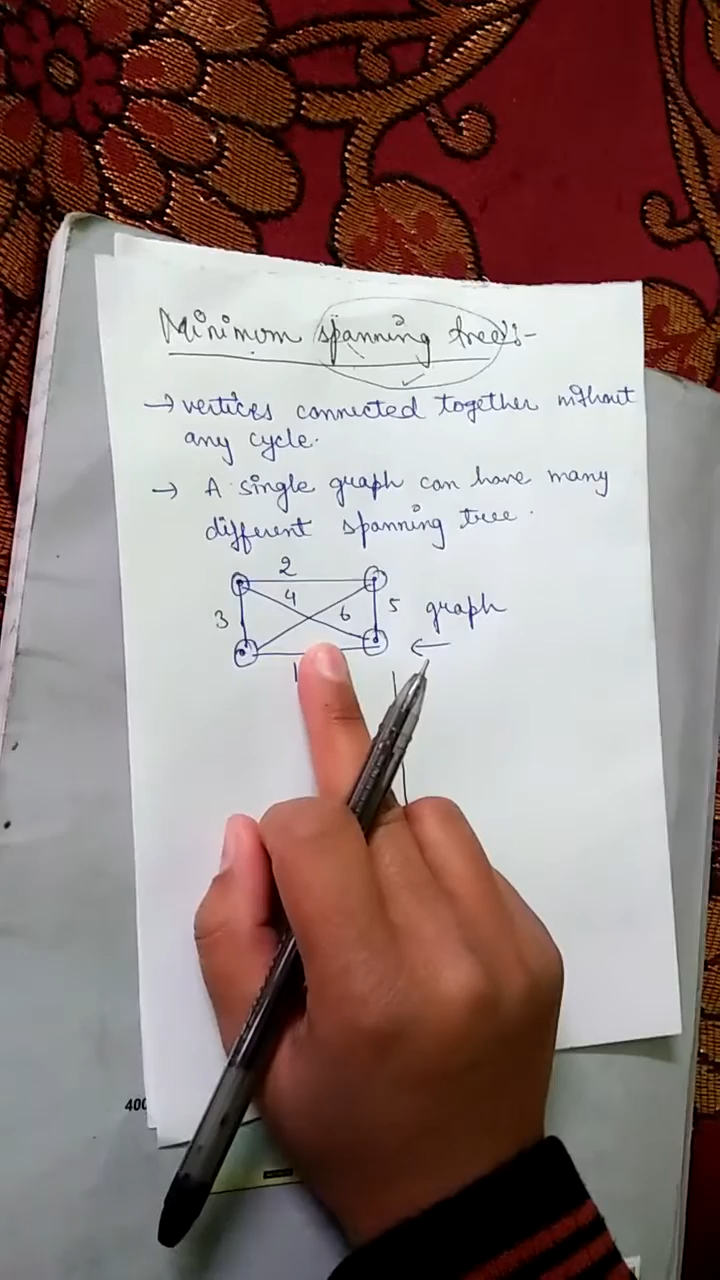 Minimum spanning tree's-
→ vertices connected together without
any cycle.
→ A single graph can have many
different spanning tree.
2
4
3
6
5
graph
←
1
400